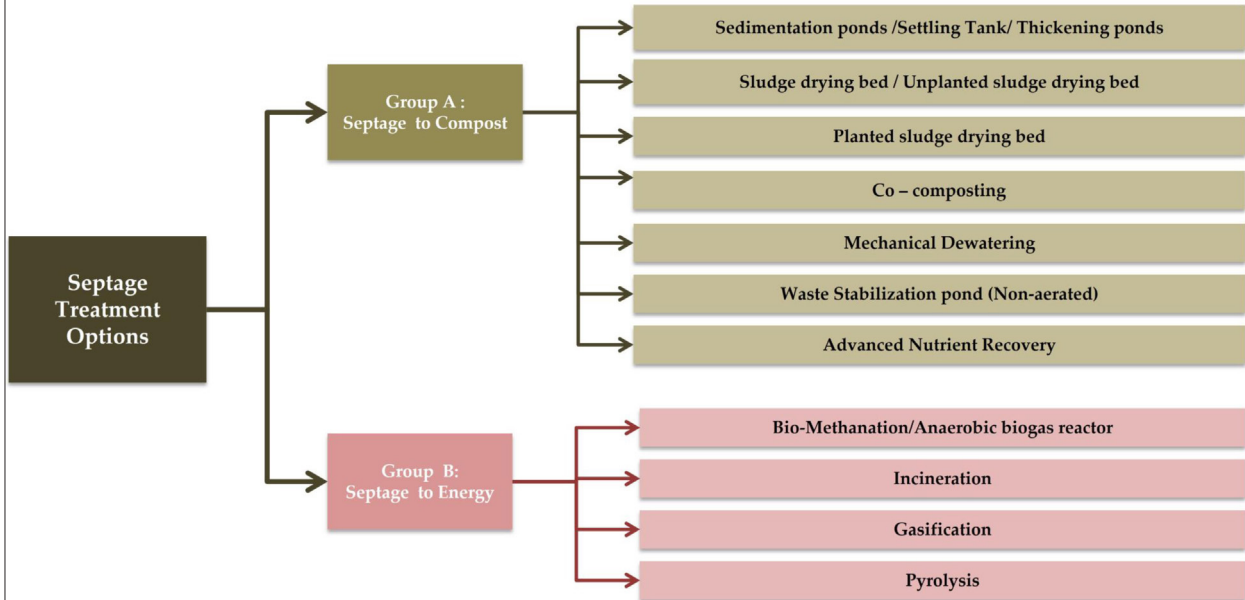 Septage
Treatment
Options
Group A :
Septage to Compost
Sedimentation ponds /Settling Tank/ Thickening ponds
Sludge drying bed / Unplanted sludge drying bed
Planted sludge drying bed
Co – composting
Mechanical Dewatering
Waste Stabilization pond (Non-aerated)
Advanced Nutrient Recovery
Group B:
Septage to Energy
Bio-Methanation/Anaerobic biogas reactor
Incineration
Gasification
Pyrolysis